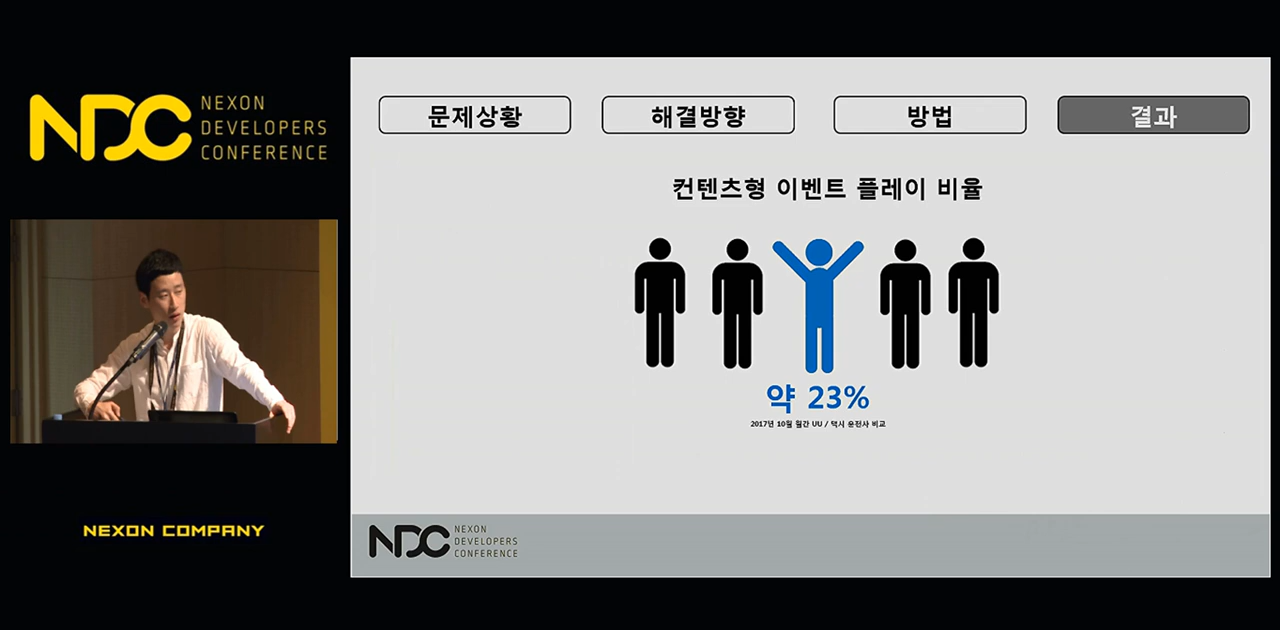 NDC
NEXON
DEVELOPERS
CONFERENCE
NEXON COMPANY
문제상황
해결방향
방법
결과
컨텐츠형 이벤트 플레이 비율
약 23%
2017년 10월 월간 UU / 택시 운전사 비교
NDC
NEXON
DEVELOPERS
CONFERENCE